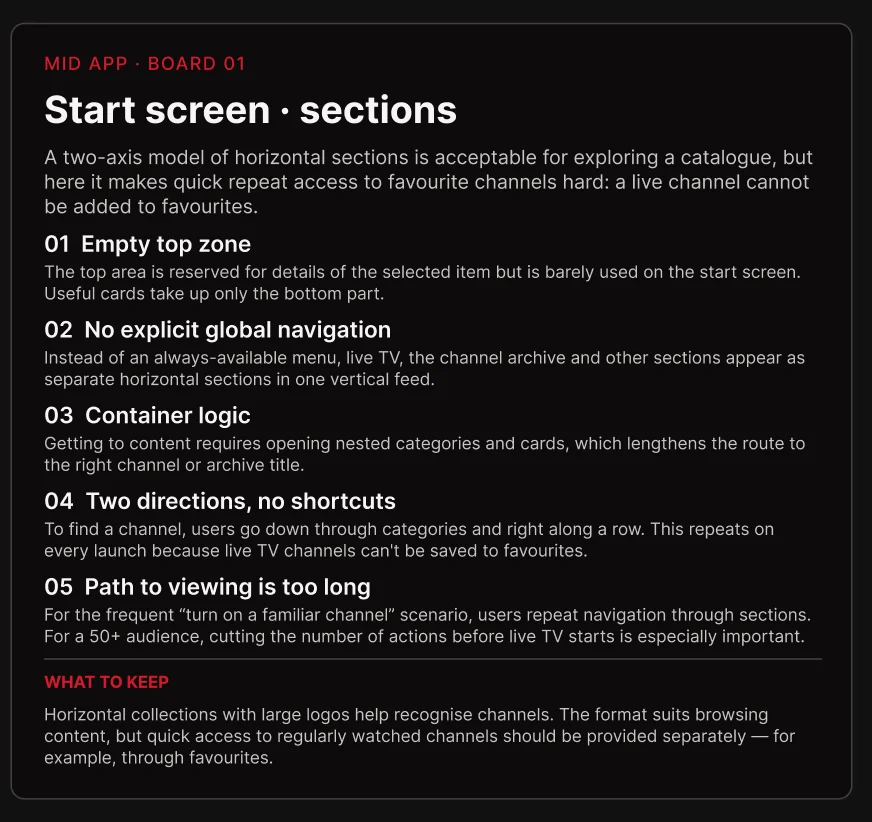 MID APP · BOARD 01
Start screen · sections
A two-axis model of horizontal sections is acceptable for exploring a catalogue, but
here it makes quick repeat access to favourite channels hard: a live channel cannot
be added to favourites.
01 Empty top zone
The top area is reserved for details of the selected item but is barely used on the start screen.
Useful cards take up only the bottom part.
02 No explicit global navigation
Instead of an always-available menu, live TV, the channel archive and other sections appear as
separate horizontal sections in one vertical feed.
03 Container logic
Getting to content requires opening nested categories and cards, which lengthens the route to
the right channel or archive title.
04 Two directions, no shortcuts
To find a channel, users go down through categories and right along a row. This repeats on
every launch because live TV channels can't be saved to favourites.
05 Path to viewing is too long
For the frequent “turn on a familiar channel” scenario, users repeat navigation through sections.
For a 50+ audience, cutting the number of actions before live TV starts is especially important.
WHAT TO KEEP
Horizontal collections with large logos help recognise channels. The format suits browsing
content, but quick access to regularly watched channels should be provided separately — for
example, through favourites.